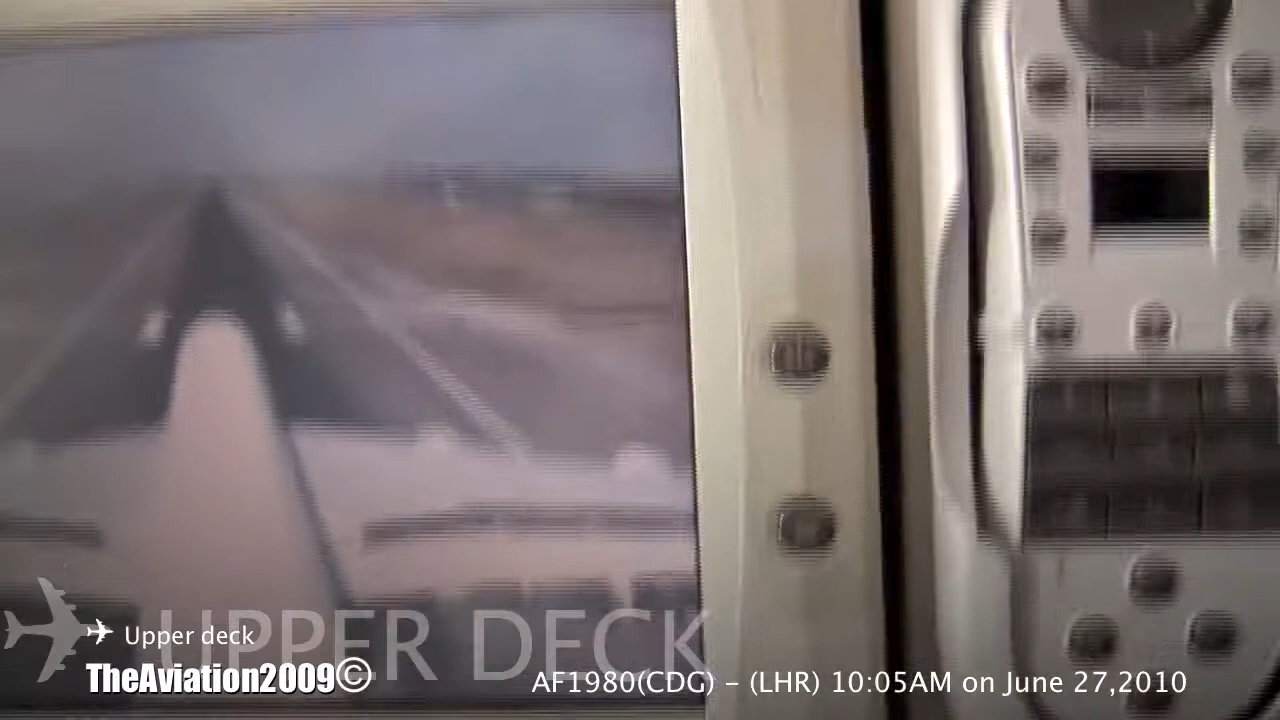 UPPER DECK
Upper deck
TheAviation2009©
AF1980(CDG) – (LHR) 10:05AM on June 27,2010